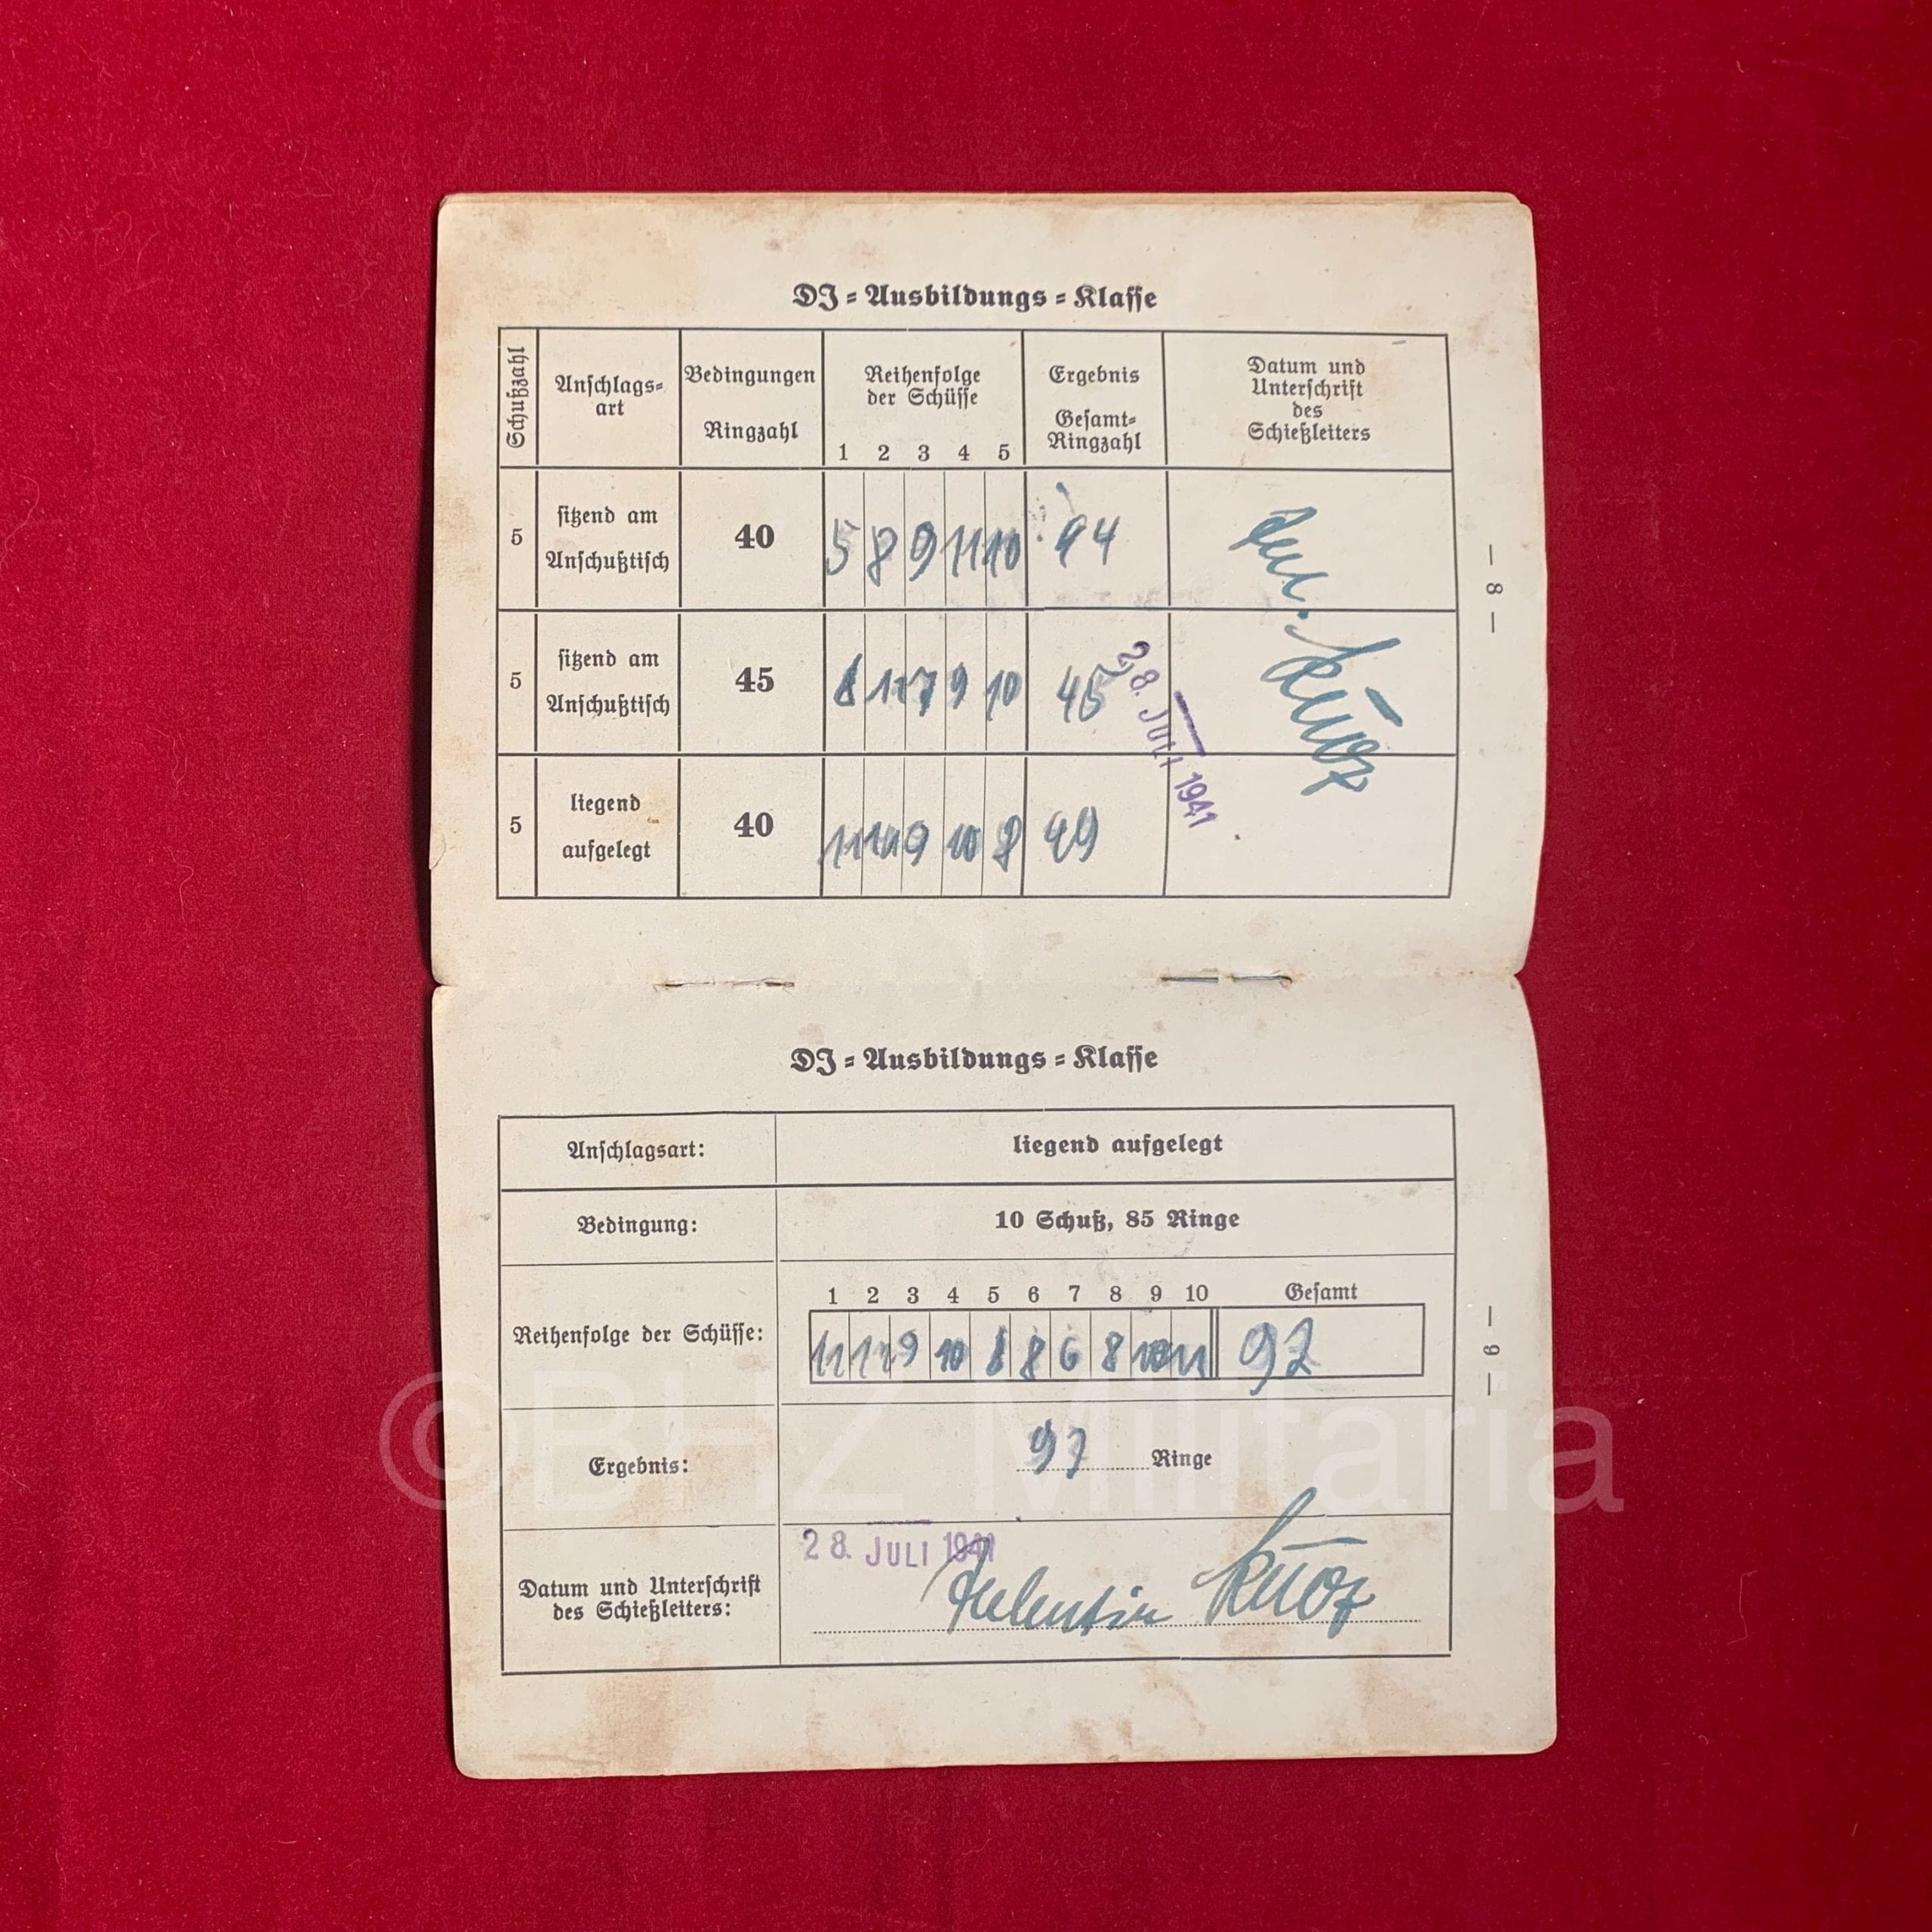 DJ=Ausbildungs=Klasse
Schußzahl
Anschlags=
art
Bedingungen
Ringzahl
Reihenfolge
der Schüsse
1 2 3 4 5
Ergebnis
Gesamt=
Ringzahl
Datum und
Unterschrift
des
Schießleiters
5 sitzend am Anschußtisch 40 5 8 9 11 10 44
5 sitzend am Anschußtisch 45 8 11 7 9 10 45
28. JULI 1941
5 liegend aufgelegt 40 11 11 9 10 8 49
— 8 —
DJ=Ausbildungs=Klasse
Anschlagsart: liegend aufgelegt
Bedingung: 10 Schuß, 85 Ringe
1 2 3 4 5 6 7 8 9 10 Gesamt
Reihenfolge der Schüsse: 11 11 9 10 8 8 6 8 10 11 92
Ergebnis: 92 Ringe
28. JULI 1941
Datum und Unterschrift
des Schießleiters:
— 9 —
©BHZ Militaria